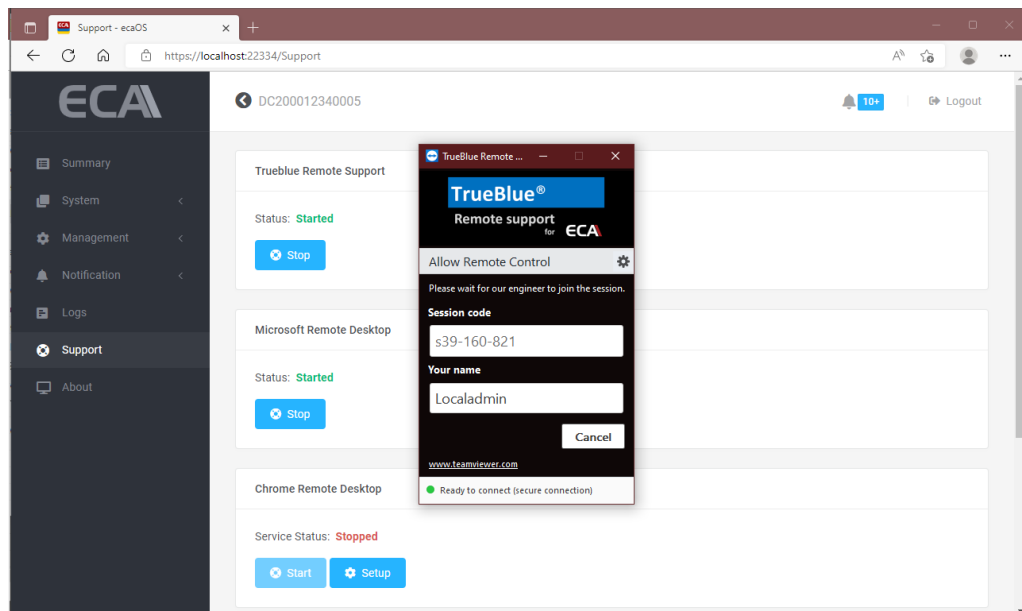 Support - ecaOS
https://localhost:22334/Support
ECA
DC200012340005
10+
Logout
Summary
System
Management
Notification
Logs
Support
About
Trueblue Remote Support
Status: Started
Stop
Microsoft Remote Desktop
Status: Started
Stop
Chrome Remote Desktop
Service Status: Stopped
Start
Setup
TrueBlue Remote ...
TrueBlue®
Remote support
for ECA
Allow Remote Control
Please wait for our engineer to join the session.
Session code
s39-160-821
Your name
Localadmin
Cancel
www.teamviewer.com
Ready to connect (secure connection)